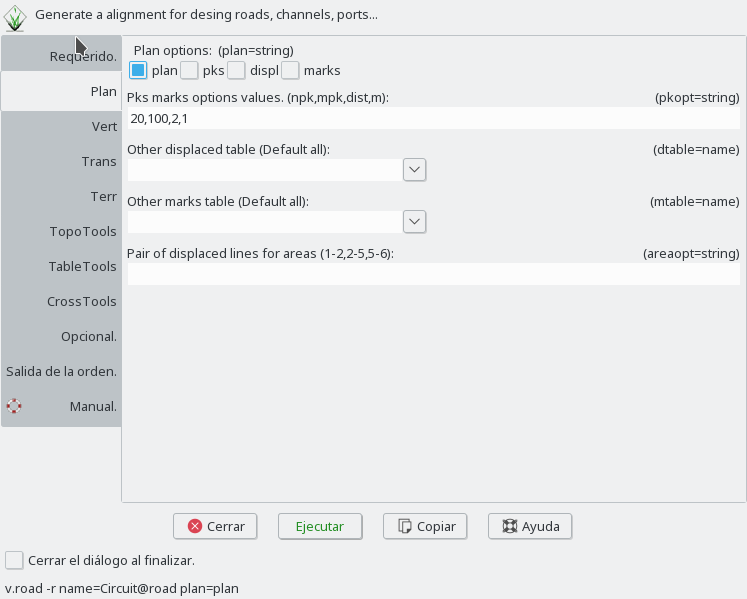 Generate a alignment for desing roads, channels, ports...
Requerido.
Plan
Vert
Trans
Terr
TopoTools
TableTools
CrossTools
Opcional.
Salida de la orden.
Manual.
Plan options: (plan=string)
plan pks displ marks
Pks marks options values. (npk,mpk,dist,m): (pkopt=string)
20,100,2,1
Other displaced table (Default all): (dtable=name)
Other marks table (Default all): (mtable=name)
Pair of displaced lines for areas (1-2,2-5,5-6): (areaopt=string)
Cerrar Ejecutar Copiar Ayuda
Cerrar el diálogo al finalizar.
v.road -r name=Circuit@road plan=plan